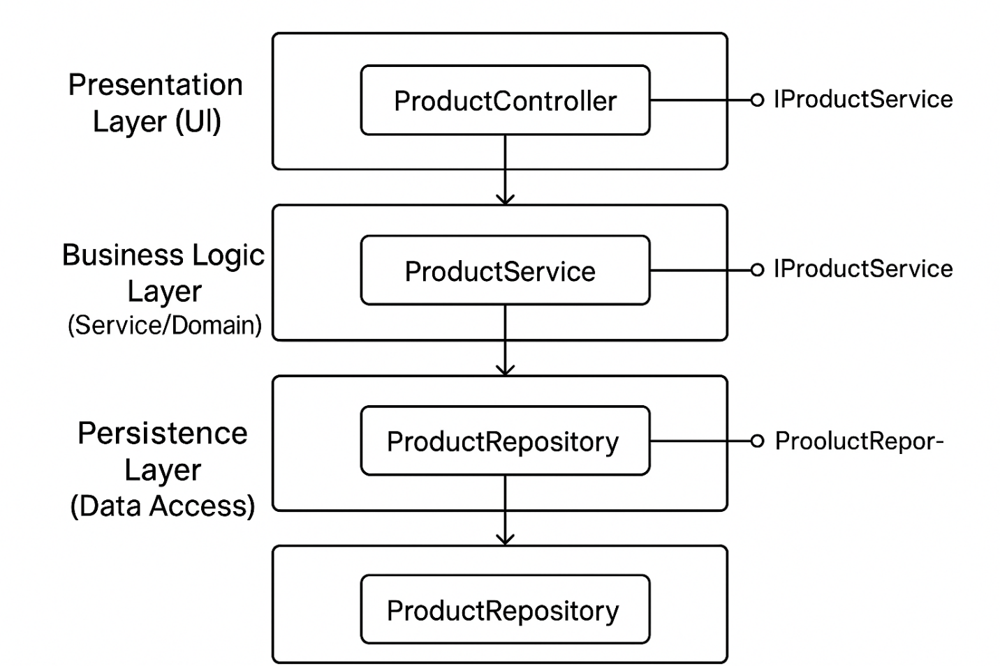 Presentation
Layer (UI)
ProductController
IProductService
Business Logic
Layer
(Service/Domain)
ProductService
IProductService
Persistence
Layer
(Data Access)
ProductRepository
ProoluctRepor-
ProductRepository